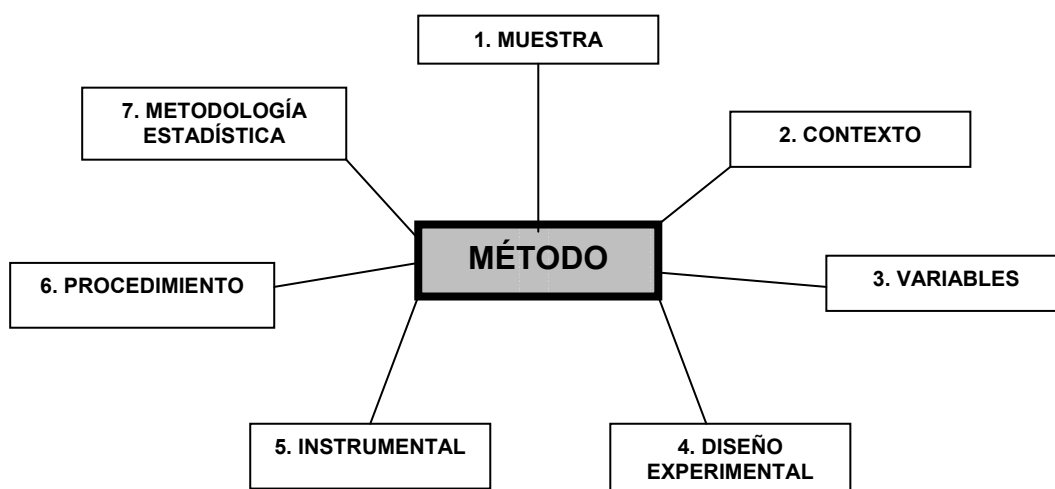 1. MUESTRA
7. METODOLOGÍA
ESTADÍSTICA
2. CONTEXTO
MÉTODO
6. PROCEDIMIENTO
3. VARIABLES
5. INSTRUMENTAL
4. DISEÑO
EXPERIMENTAL